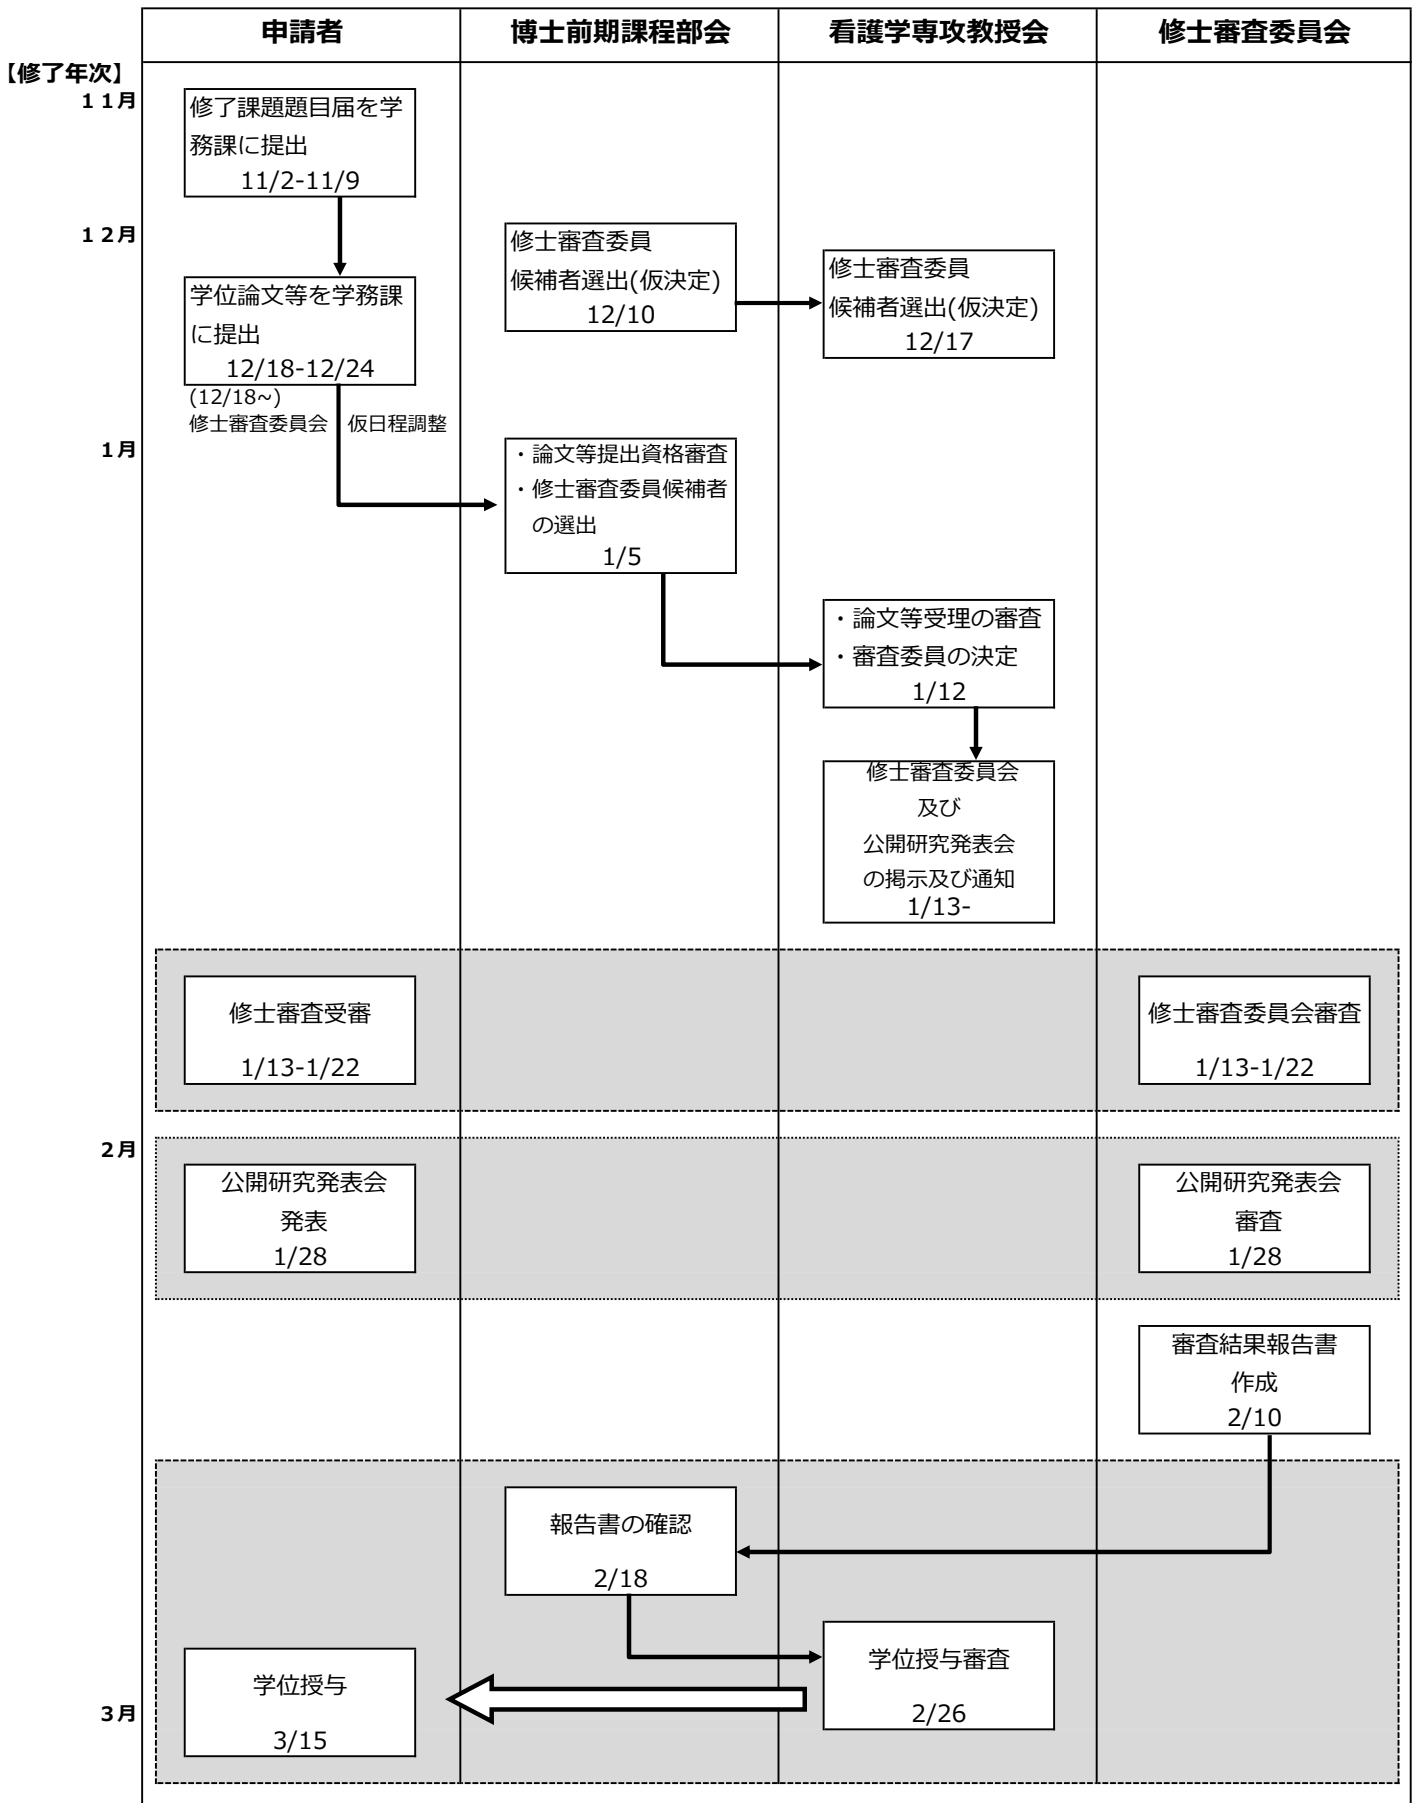 申請者
博士前期課程部会
看護学専攻教授会
修士審査委員会
【修了年次】
11月
修了課題題目届を学
務課に提出
11/2-11/9
12月
修士審査委員
候補者選出(仮決定)
12/10
修士審査委員
候補者選出(仮決定)
12/17
学位論文等を学務課
に提出
12/18-12/24
(12/18~)
修士審査委員会 仮日程調整
1月
・論文等提出資格審査
・修士審査委員候補者
の選出
1/5
・論文等受理の審査
・審査委員の決定
1/12
修士審査委員会
及び
公開研究発表会
の掲示及び通知
1/13-
修士審査受審
1/13-1/22
修士審査委員会審査
1/13-1/22
2月
公開研究発表会
発表
1/28
公開研究発表会
審査
1/28
審査結果報告書
作成
2/10
報告書の確認
2/18
学位授与審査
2/26
3月
学位授与
3/15